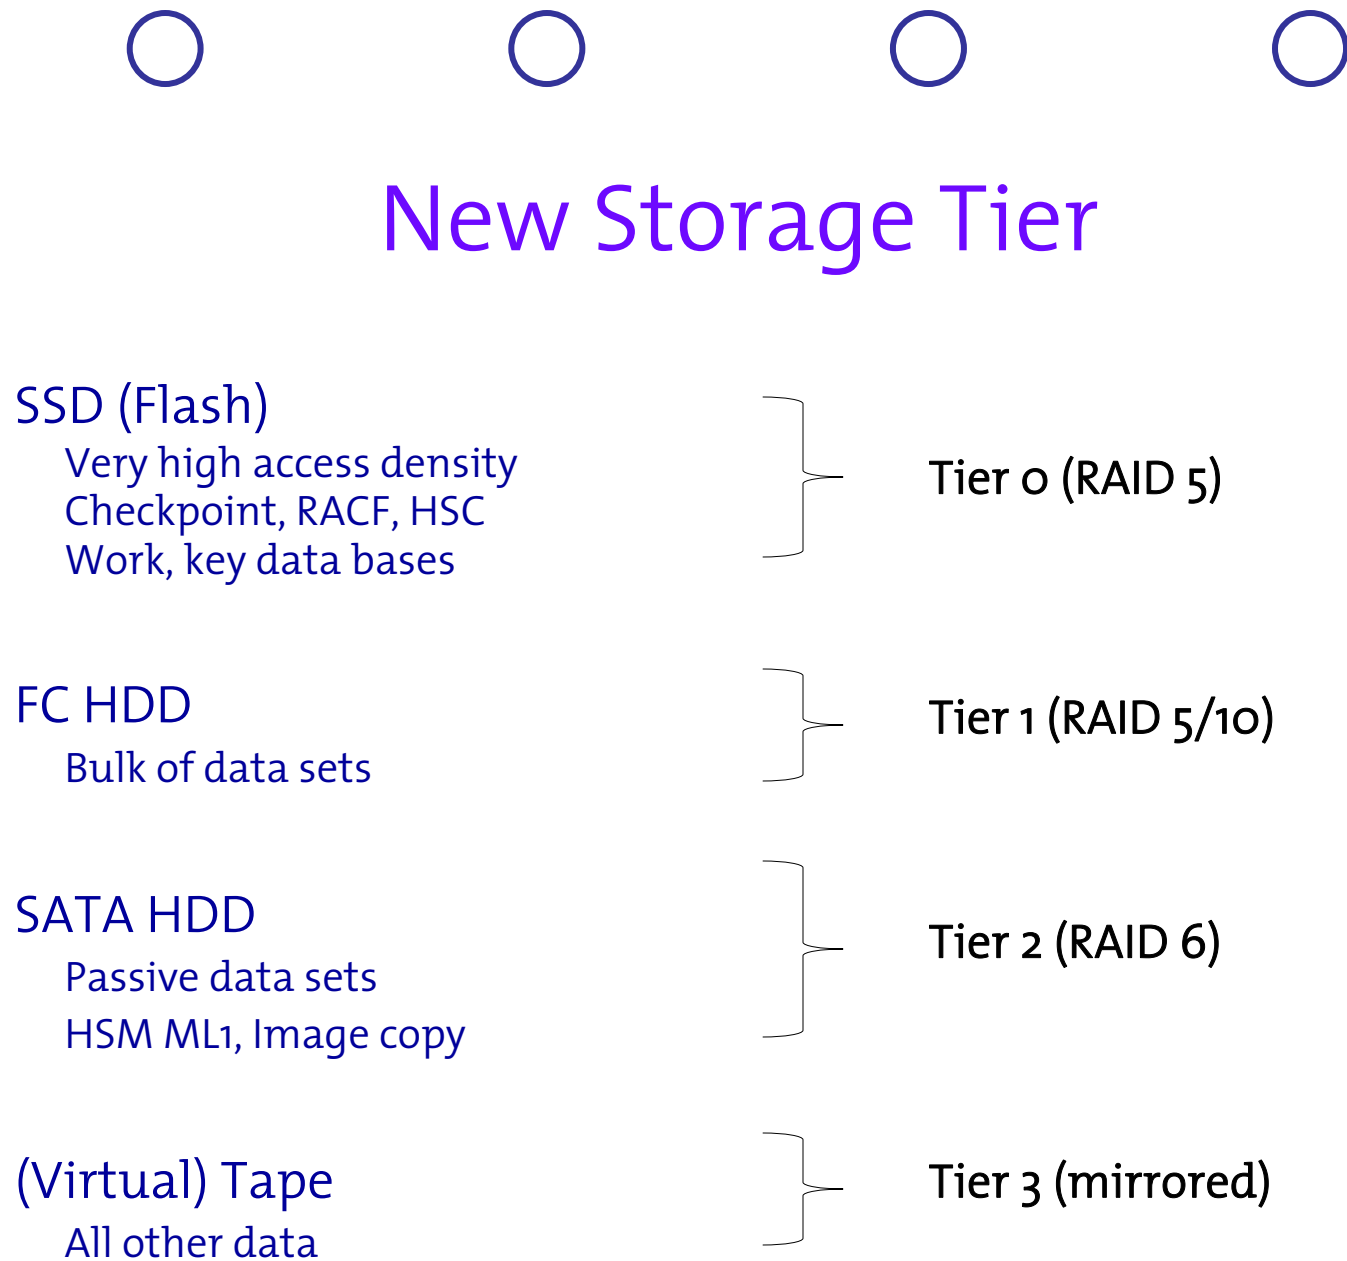 New Storage Tier
SSD (Flash)
Very high access density
Checkpoint, RACF, HSC
Work, key data bases
Tier 0 (RAID 5)
FC HDD
Bulk of data sets
Tier 1 (RAID 5/10)
SATA HDD
Passive data sets
HSM ML1, Image copy
Tier 2 (RAID 6)
(Virtual) Tape
All other data
Tier 3 (mirrored)